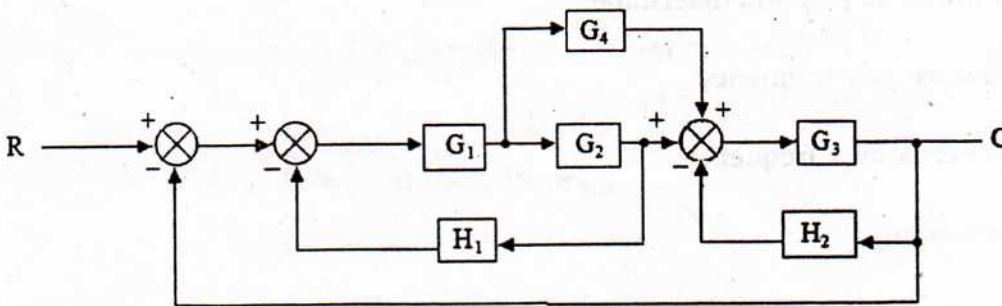 G₄
+
+ + + C
R G₁ G₂ G₃
− − −
H₁ H₂